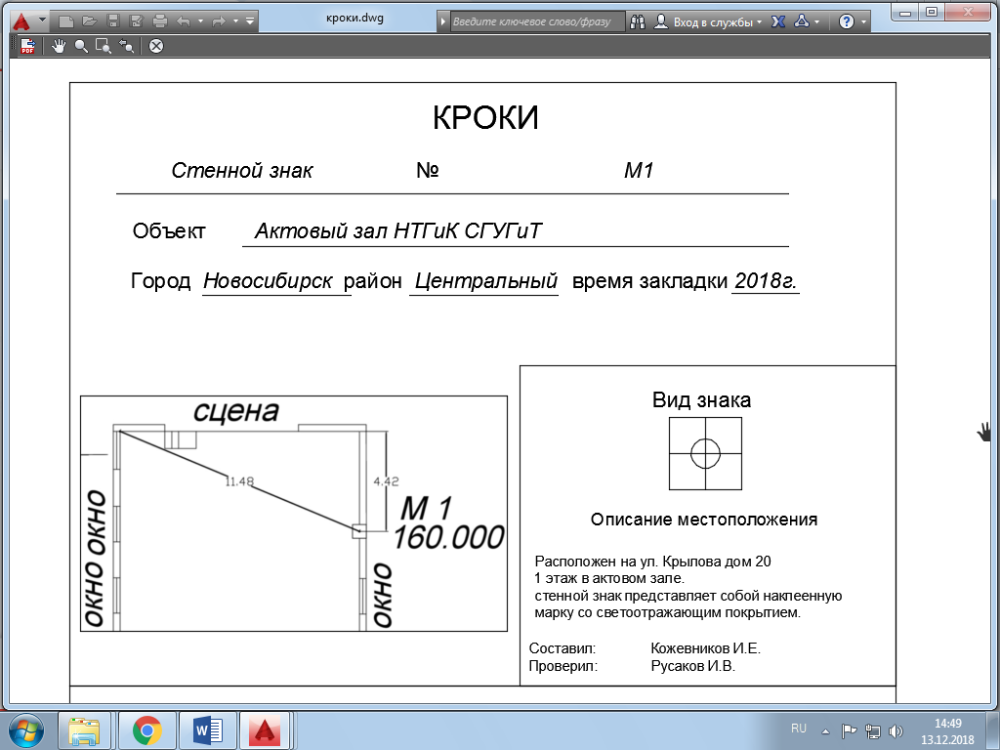 кроки.dwg
Введите ключевое слово/фразу
Вход в службы
PDF
КРОКИ
Стенной знак № М1
Объект Актовый зал НТГиК СГУГиТ
Город Новосибирск район Центральный время закладки 2018г.
сцена
11.48
4.42
М 1
160.000
окно окно
окно
Вид знака
Описание местоположения
Расположен на ул. Крылова дом 20
1 этаж в актовом зале.
стенной знак представляет собой наклеенную
марку со светоотражающим покрытием.
Составил: Кожевников И.Е.
Проверил: Русаков И.В.
RU
14:49
13.12.2018